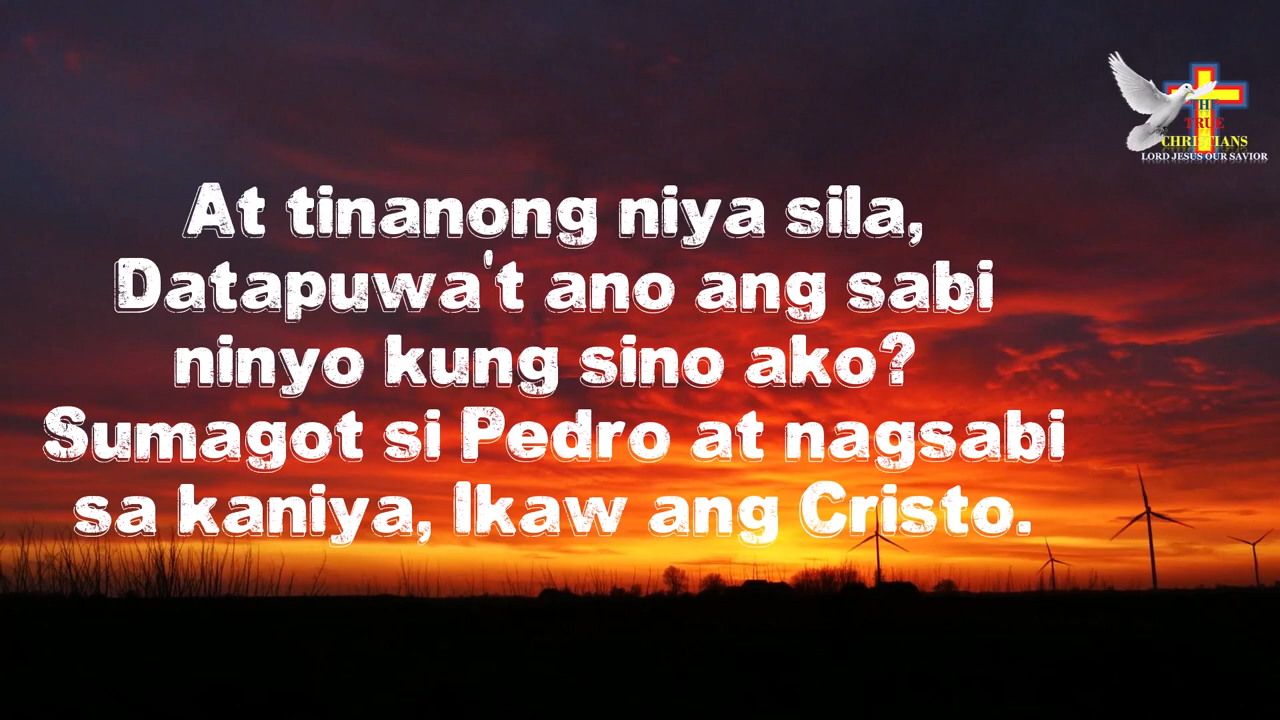 THE
TRUE
CHRISTIANS
LORD JESUS OUR SAVIOR
At tinanong niya sila,
Datapuwa't ano ang sabi
ninyo kung sino ako?
Sumagot si Pedro at nagsabi
sa kaniya, Ikaw ang Cristo.